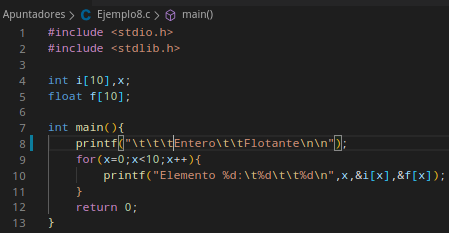 Apuntadores > C Ejemplo8.c > main()
1 #include <stdio.h>
2 #include <stdlib.h>
3
4 int i[10],x;
5 float f[10];
6
7 int main(){
8 printf("\t\t\tEntero\t\tFlotante\n\n");
9 for(x=0;x<10;x++){
10 printf("Elemento %d:\t%d\t\t%d\n",x,&i[x],&f[x]);
11 }
12 return 0;
13 }